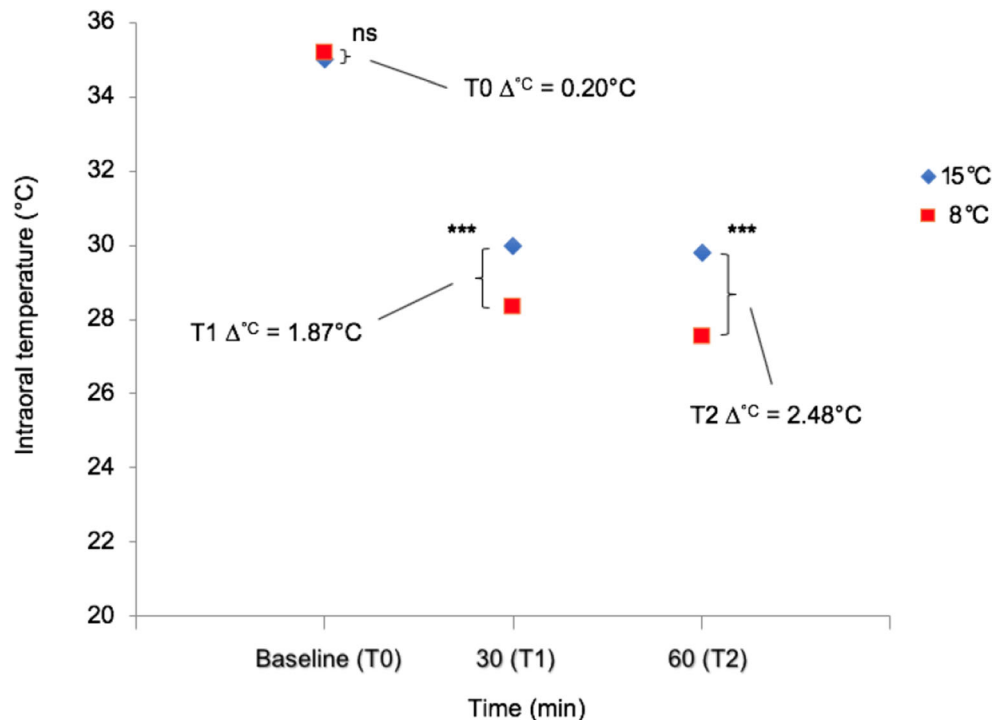 36
34
32
30
28
26
24
22
20
Intraoral temperature (°C)
ns
T0 Δ°C = 0.20°C
***
T1 Δ°C = 1.87°C
***
T2 Δ°C = 2.48°C
15°C
8°C
Baseline (T0)
30 (T1)
60 (T2)
Time (min)